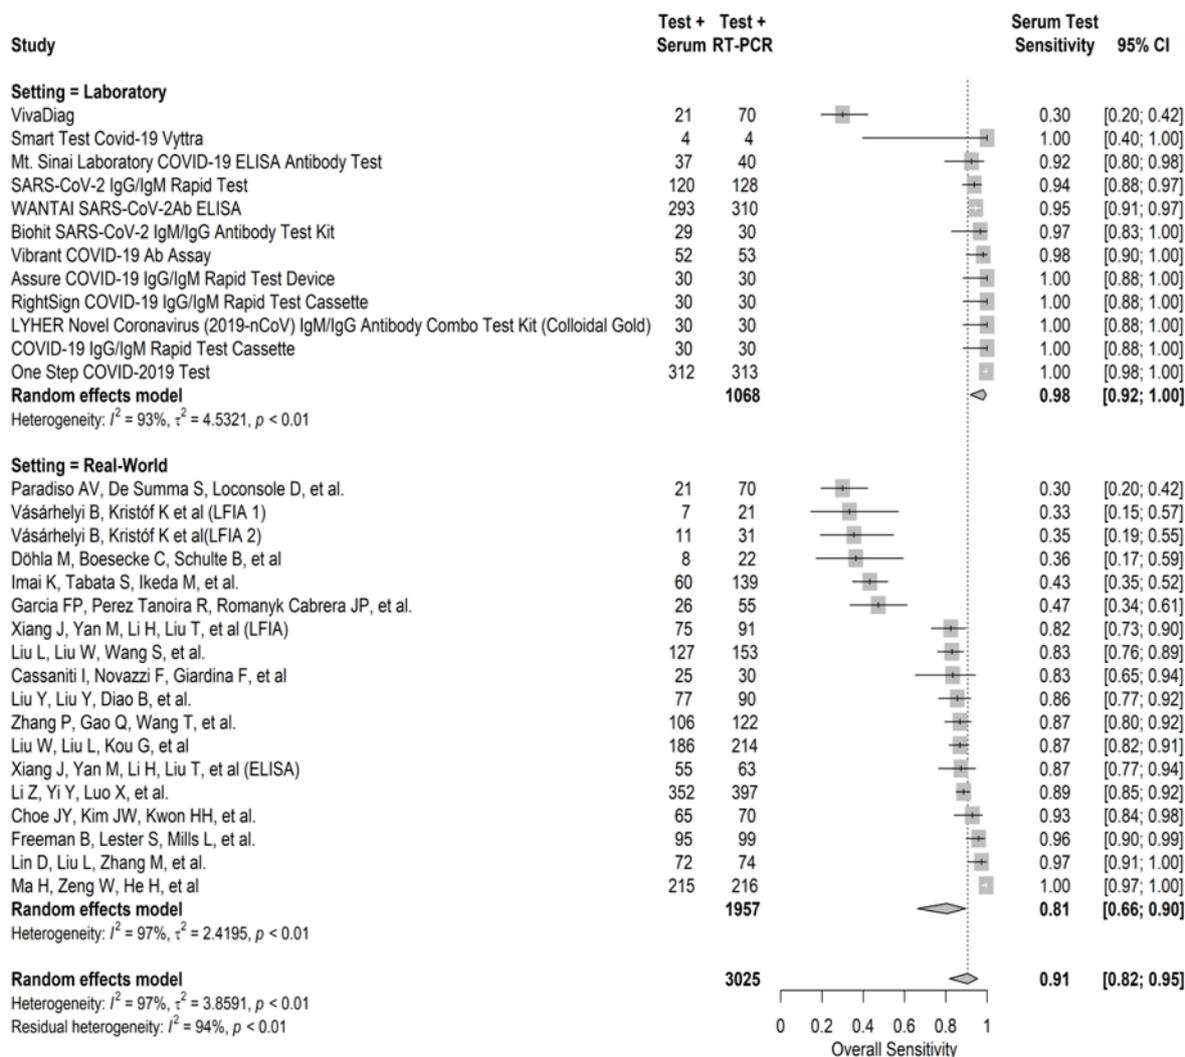 Test + Test + Serum Test
Study Serum RT-PCR Sensitivity 95% CI
Setting = Laboratory
VivaDiag 21 70 0.30 [0.20; 0.42]
Smart Test Covid-19 Vyttra 4 4 1.00 [0.40; 1.00]
Mt. Sinai Laboratory COVID-19 ELISA Antibody Test 37 40 0.92 [0.80; 0.98]
SARS-CoV-2 IgG/IgM Rapid Test 120 128 0.94 [0.88; 0.97]
WANTAI SARS-CoV-2Ab ELISA 293 310 0.95 [0.91; 0.97]
Biohit SARS-CoV-2 IgM/IgG Antibody Test Kit 29 30 0.97 [0.83; 1.00]
Vibrant COVID-19 Ab Assay 52 53 0.98 [0.90; 1.00]
Assure COVID-19 IgG/IgM Rapid Test Device 30 30 1.00 [0.88; 1.00]
RightSign COVID-19 IgG/IgM Rapid Test Cassette 30 30 1.00 [0.88; 1.00]
LYHER Novel Coronavirus (2019-nCoV) IgM/IgG Antibody Combo Test Kit (Colloidal Gold) 30 30 1.00 [0.88; 1.00]
COVID-19 IgG/IgM Rapid Test Cassette 30 30 1.00 [0.88; 1.00]
One Step COVID-2019 Test 312 313 1.00 [0.98; 1.00]
Random effects model 1068 0.98 [0.92; 1.00]
Heterogeneity: I² = 93%, τ² = 4.5321, p < 0.01
Setting = Real-World
Paradiso AV, De Summa S, Loconsole D, et al. 21 70 0.30 [0.20; 0.42]
Vásárhelyi B, Kristóf K et al (LFIA 1) 7 21 0.33 [0.15; 0.57]
Vásárhelyi B, Kristóf K et al(LFIA 2) 11 31 0.35 [0.19; 0.55]
Döhla M, Boesecke C, Schulte B, et al 8 22 0.36 [0.17; 0.59]
Imai K, Tabata S, Ikeda M, et al. 60 139 0.43 [0.35; 0.52]
Garcia FP, Perez Tanoira R, Romanyk Cabrera JP, et al. 26 55 0.47 [0.34; 0.61]
Xiang J, Yan M, Li H, Liu T, et al (LFIA) 75 91 0.82 [0.73; 0.90]
Liu L, Liu W, Wang S, et al. 127 153 0.83 [0.76; 0.89]
Cassaniti I, Novazzi F, Giardina F, et al 25 30 0.83 [0.65; 0.94]
Liu Y, Liu Y, Diao B, et al. 77 90 0.86 [0.77; 0.92]
Zhang P, Gao Q, Wang T, et al. 106 122 0.87 [0.80; 0.92]
Liu W, Liu L, Kou G, et al 186 214 0.87 [0.82; 0.91]
Xiang J, Yan M, Li H, Liu T, et al (ELISA) 55 63 0.87 [0.77; 0.94]
Li Z, Yi Y, Luo X, et al. 352 397 0.89 [0.85; 0.92]
Choe JY, Kim JW, Kwon HH, et al. 65 70 0.93 [0.84; 0.98]
Freeman B, Lester S, Mills L, et al. 95 99 0.96 [0.90; 0.99]
Lin D, Liu L, Zhang M, et al. 72 74 0.97 [0.91; 1.00]
Ma H, Zeng W, He H, et al 215 216 1.00 [0.97; 1.00]
Random effects model 1957 0.81 [0.66; 0.90]
Heterogeneity: I² = 97%, τ² = 2.4195, p < 0.01
Random effects model 3025 0.91 [0.82; 0.95]
Heterogeneity: I² = 97%, τ² = 3.8591, p < 0.01
Residual heterogeneity: I² = 94%, p < 0.01
0 0.2 0.4 0.6 0.8 1
Overall Sensitivity